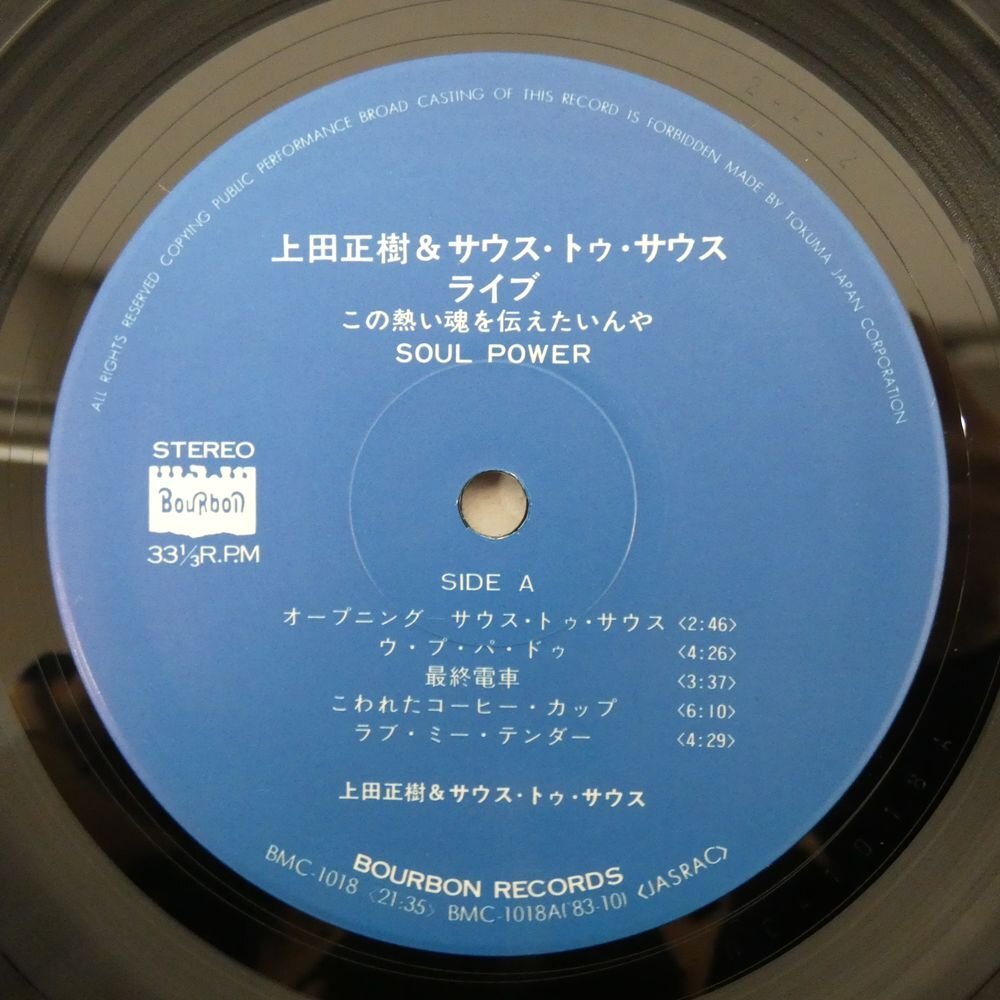 ALL RIGHTS RESERVED COPYING PUBLIC PERFORMANCE BROAD CASTING OF THIS RECORD IS FORBIDDEN MADE BY TOKUMA JAPAN CORPORATION
上田正樹&サウス・トゥ・サウス
ライブ
この熱い魂を伝えたいんや
SOUL POWER
STEREO
BouRboN
33⅓R.P.M
SIDE A
オープニング―サウス・トゥ・サウス 〈2:46〉
ウ・プ・パ・ドゥ 〈4:26〉
最終電車 〈3:37〉
こわれたコーヒー・カップ 〈6:10〉
ラブ・ミー・テンダー 〈4:29〉
上田正樹&サウス・トゥ・サウス
BOURBON RECORDS
BMC-1018 〈21:35〉 BMC-1018A('83-10) 〈JASRAC〉